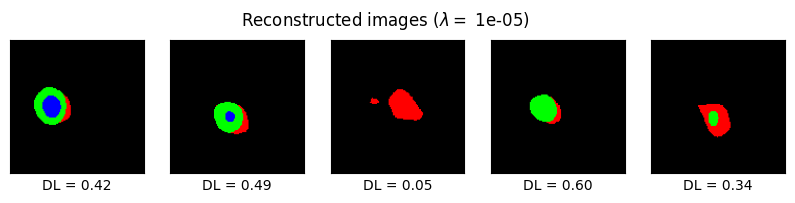 Reconstructed images (λ = 1e-05)
DL = 0.42
DL = 0.49
DL = 0.05
DL = 0.60
DL = 0.34